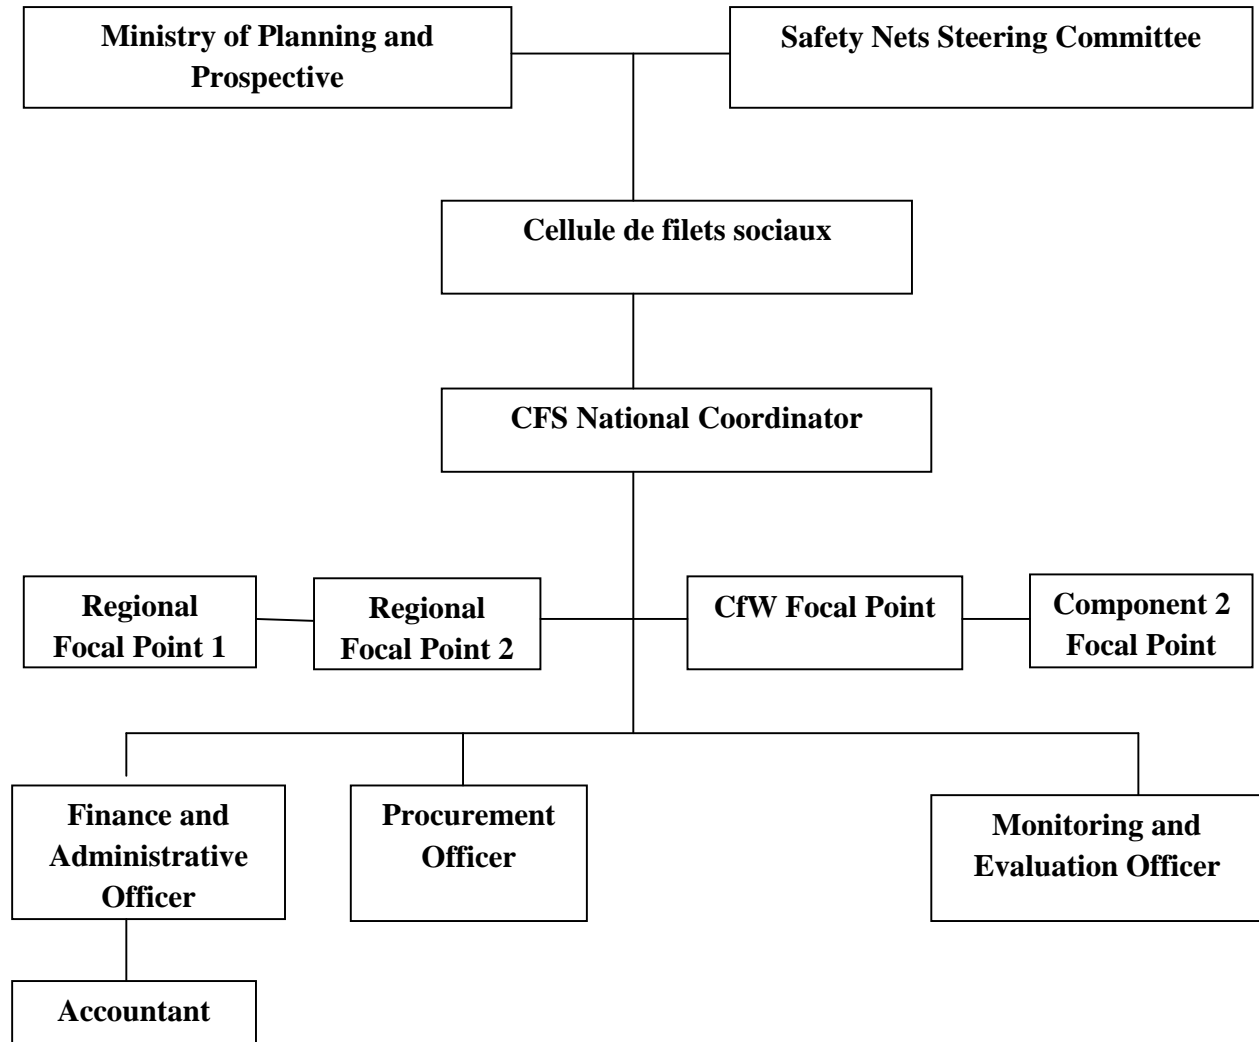 Ministry of Planning and
Prospective
Safety Nets Steering Committee
Cellule de filets sociaux
CFS National Coordinator
Regional
Focal Point 1
Regional
Focal Point 2
CfW Focal Point
Component 2
Focal Point
Finance and
Administrative
Officer
Procurement
Officer
Monitoring and
Evaluation Officer
Accountant